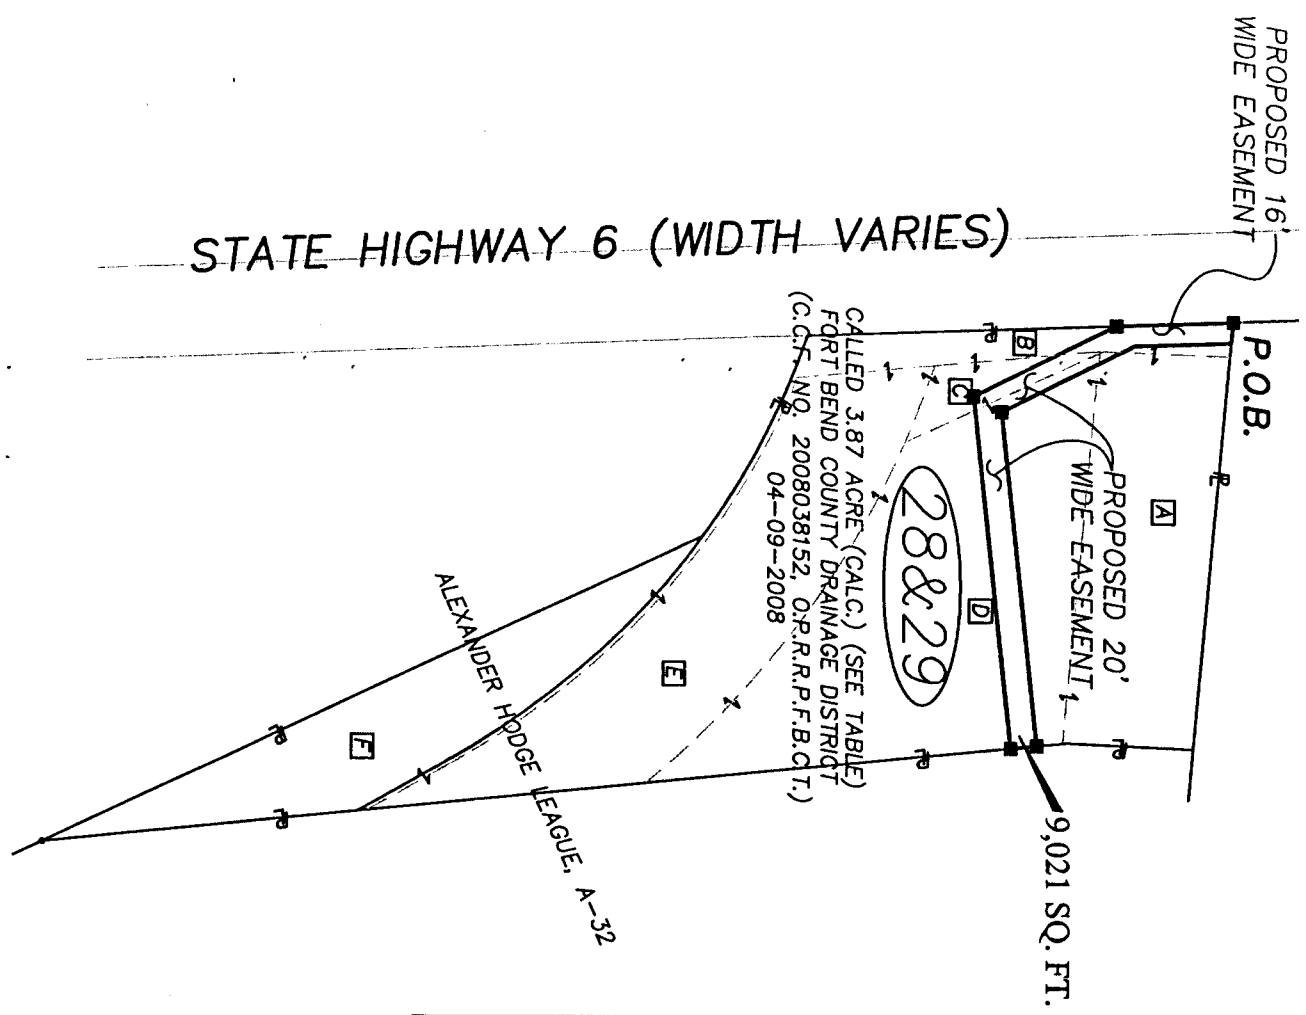 PROPOSED 16'
WIDE EASEMENT
STATE HIGHWAY 6 (WIDTH VARIES)
P.O.B.
B
C
A
PROPOSED 20'
WIDE EASEMENT
CALLED 3.87 ACRE (CALC.) (SEE TABLE)
FORT BEND COUNTY DRAINAGE DISTRICT
(C.C.F. NO. 2008038152, O.P.R.R.P.F.B.C.T.)
04-09-2008
28&29
D
E
F
ALEXANDER HODGE LEAGUE, A-32
9,021 SQ. FT.